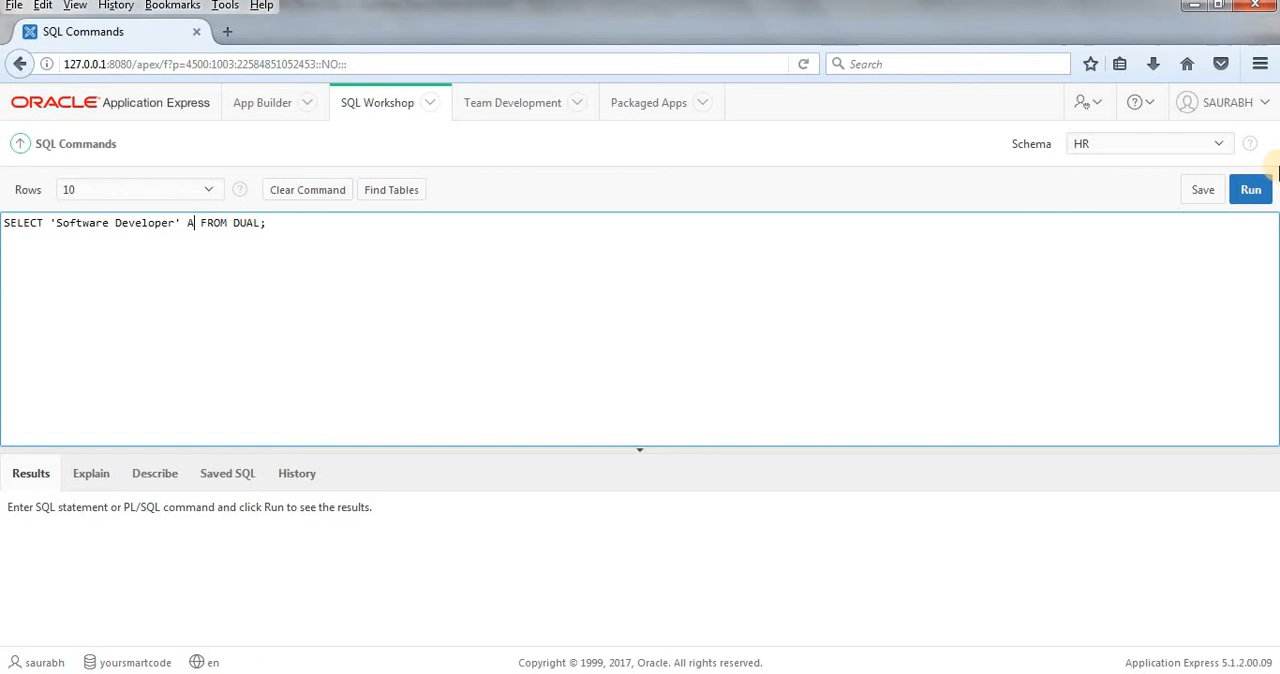 File Edit View History Bookmarks Tools Help
SQL Commands
127.0.0.1:8080/apex/f?p=4500:1003:22584851052453::NO:::
Search
ORACLE Application Express App Builder SQL Workshop Team Development Packaged Apps SAURABH
SQL Commands Schema HR
Rows 10 Clear Command Find Tables Save Run
SELECT 'Software Developer' A FROM DUAL;
Results Explain Describe Saved SQL History
Enter SQL statement or PL/SQL command and click Run to see the results.
saurabh yoursmartcode en Copyright © 1999, 2017, Oracle. All rights reserved. Application Express 5.1.2.00.09